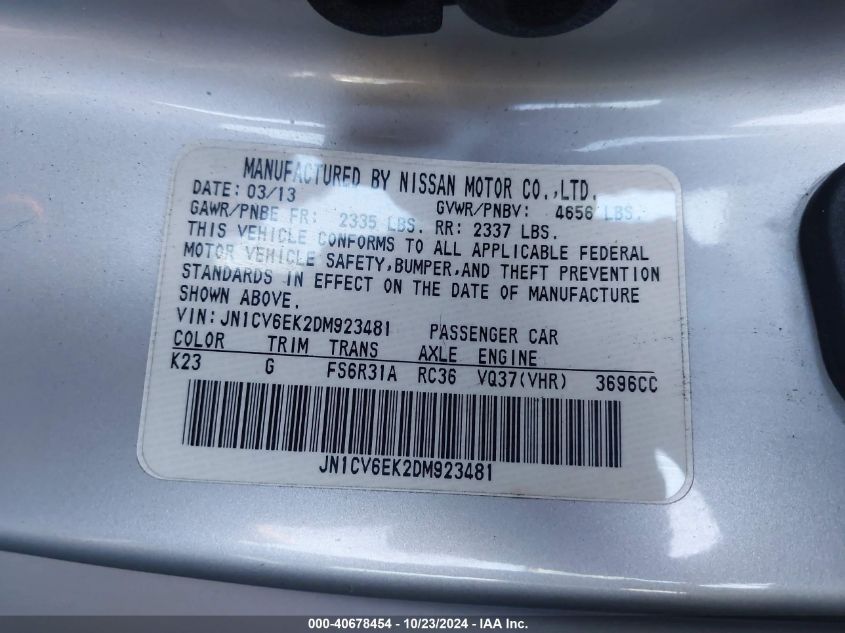 MANUFACTURED BY NISSAN MOTOR CO.,LTD.
DATE: 03/13 GVWR/PNBV: 4656 LBS.
GAWR/PNBE FR: 2335 LBS. RR: 2337 LBS.
THIS VEHICLE CONFORMS TO ALL APPLICABLE FEDERAL
MOTOR VEHICLE SAFETY,BUMPER,AND THEFT PREVENTION
STANDARDS IN EFFECT ON THE DATE OF MANUFACTURE
SHOWN ABOVE.
VIN: JN1CV6EK2DM923481 PASSENGER CAR
COLOR TRIM TRANS AXLE ENGINE
K23 G FS6R31A RC36 VQ37(VHR) 3696CC
JN1CV6EK2DM923481
000-40678454 - 10/23/2024 - IAA Inc.